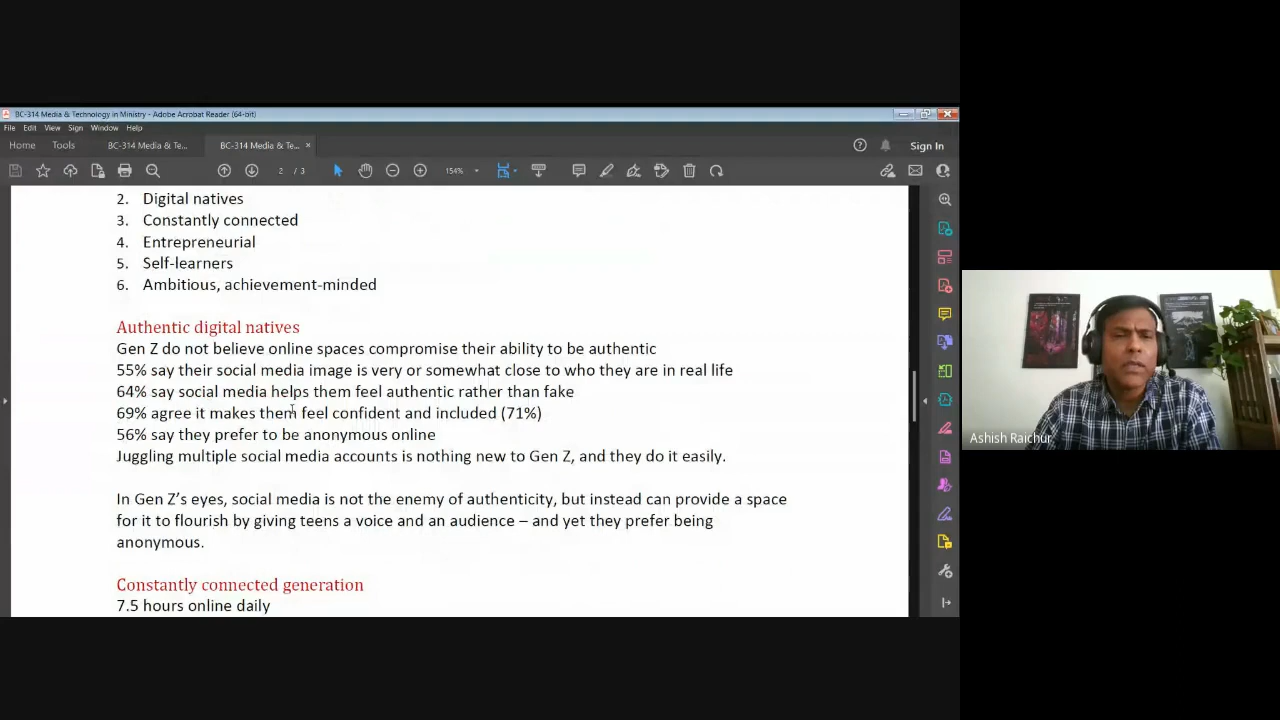 BC-314 Media & Technology in Ministry - Adobe Acrobat Reader (64-bit)
File Edit View Sign Window Help
Home Tools BC-314 Media & Te... BC-314 Media & Te... ×
Sign In
2 / 3 154%
2. Digital natives
3. Constantly connected
4. Entrepreneurial
5. Self-learners
6. Ambitious, achievement-minded
Authentic digital natives
Gen Z do not believe online spaces compromise their ability to be authentic
55% say their social media image is very or somewhat close to who they are in real life
64% say social media helps them feel authentic rather than fake
69% agree it makes them feel confident and included (71%)
56% say they prefer to be anonymous online
Juggling multiple social media accounts is nothing new to Gen Z, and they do it easily.
In Gen Z's eyes, social media is not the enemy of authenticity, but instead can provide a space
for it to flourish by giving teens a voice and an audience – and yet they prefer being
anonymous.
Constantly connected generation
7.5 hours online daily
Ashish Raichur